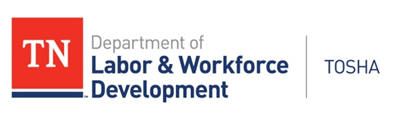 TN
Department of
Labor & Workforce
Development
TOSHA